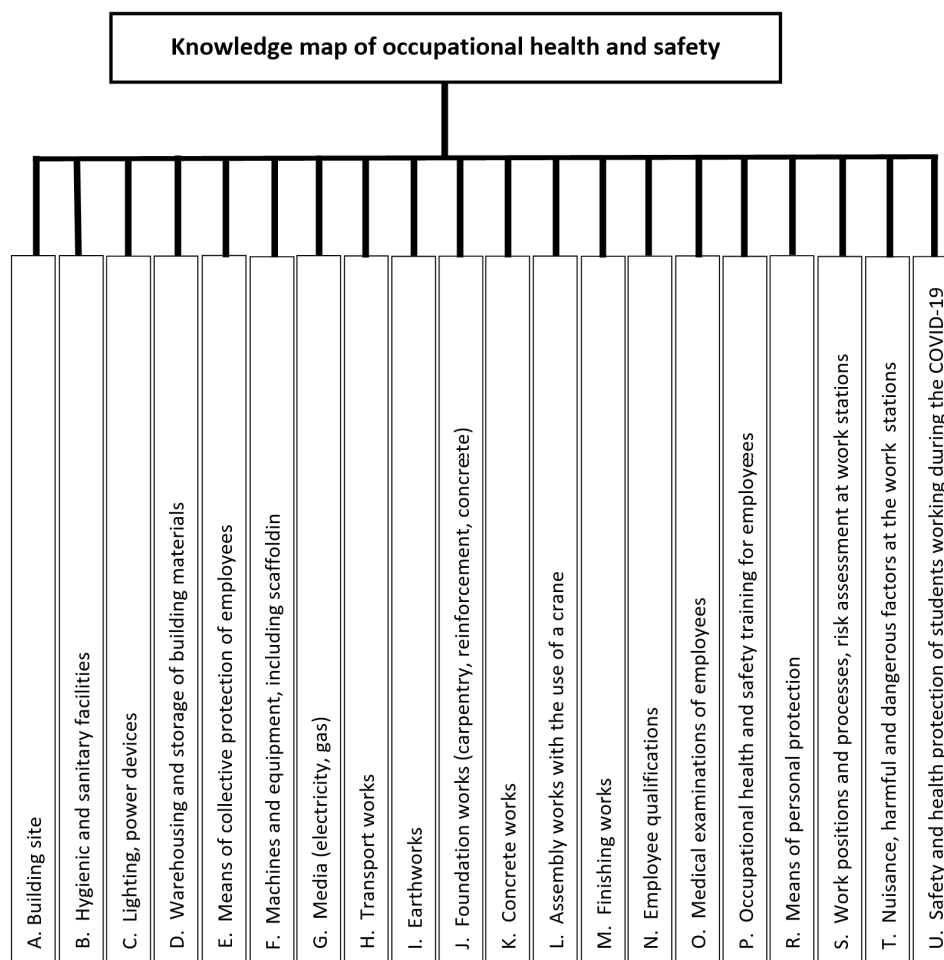 Knowledge map of occupational health and safety
A. Building site
B. Hygienic and sanitary facilities
C. Lighting, power devices
D. Warehousing and storage of building materials
E. Means of collective protection of employees
F. Machines and equipment, including scaffoldin
G. Media (electricity, gas)
H. Transport works
I. Earthworks
J. Foundation works (carpentry, reinforcement, concreete)
K. Concrete works
L. Assembly works with the use of a crane
M. Finishing works
N. Employee qualifications
O. Medical examinations of employees
P. Occupational health and safety training for employeees
R. Means of personal protection
S. Work positions and processes, risk assessment at work stations
T. Nuisance, harmful and dangerous factors at the work stations
U. Safety and health protection of students working during the COVID-19